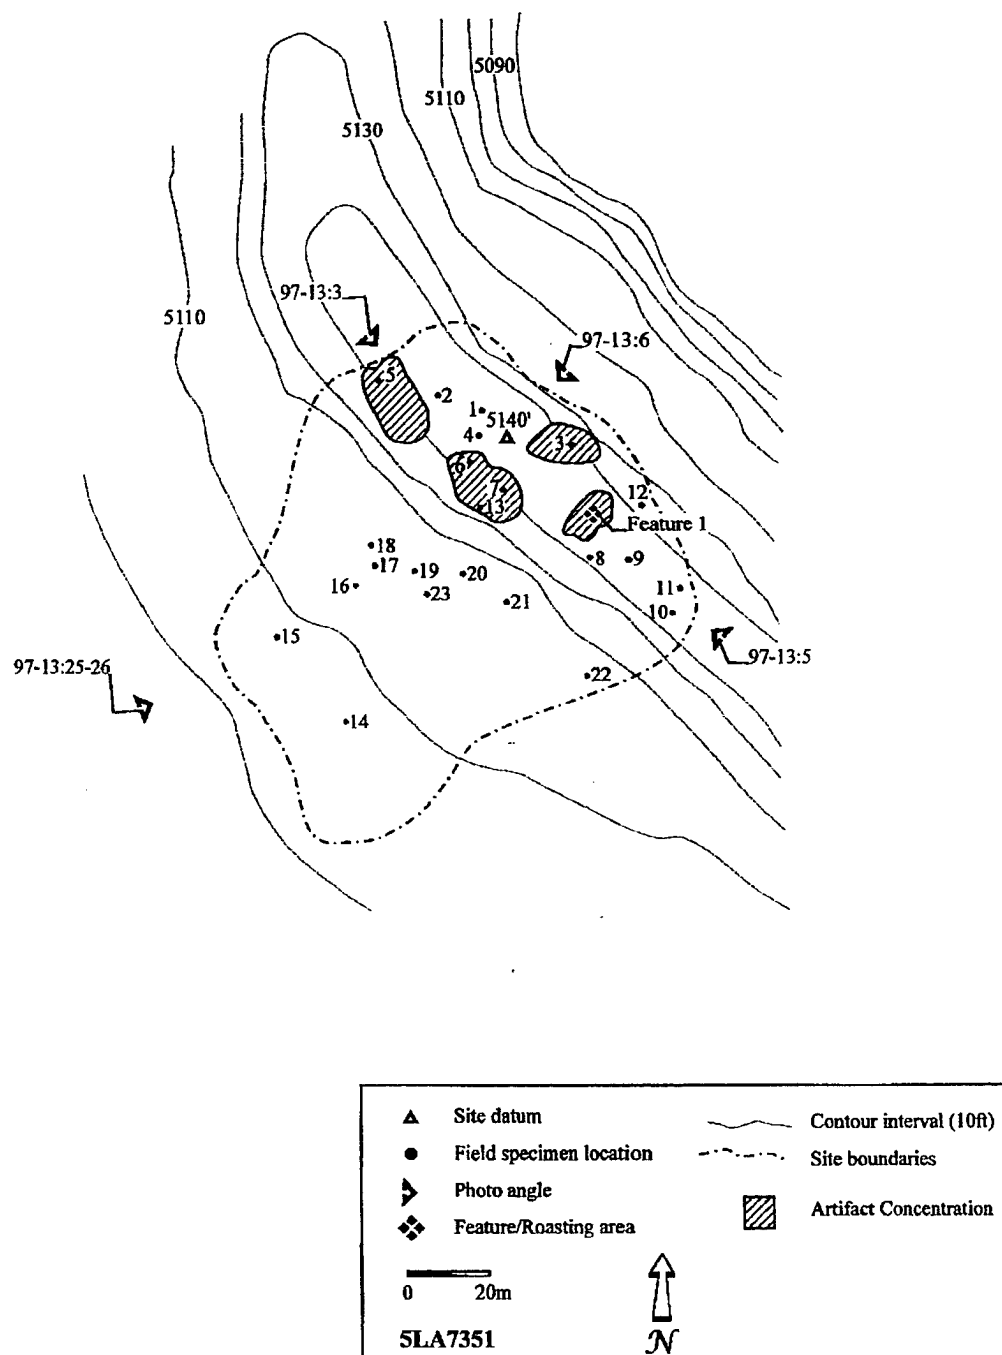 5090
5110
5130
97-13:3
5110
97-13:6
5
2
1
5140'
4
3
6
7
13
12
Feature 1
8
9
18
17
19
20
16
23
21
11
10
15
97-13:5
97-13:25-26
22
14
Site datum
Contour interval (10ft)
Field specimen location
Site boundaries
Photo angle
Artifact Concentration
Feature/Roasting area
0 20m
5LA7351
N